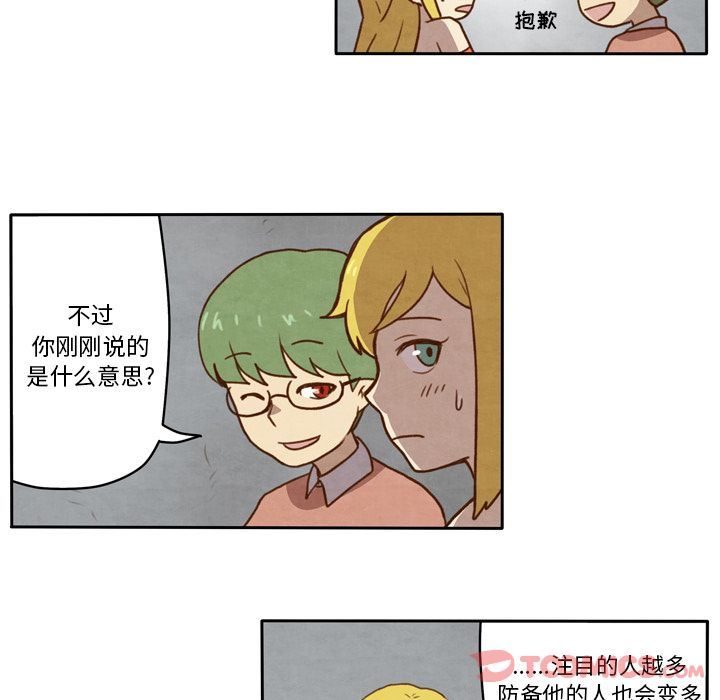 抱歉
不过
你刚刚说的
是什么意思?
......注目的人越多
防备他的人也会变多
TOOMICS